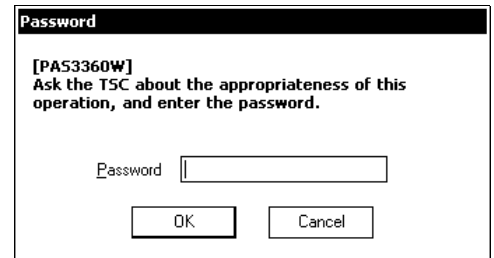 Password
[PAS3360W]
Ask the TSC about the appropriateness of this
operation, and enter the password.
Password
OK
Cancel